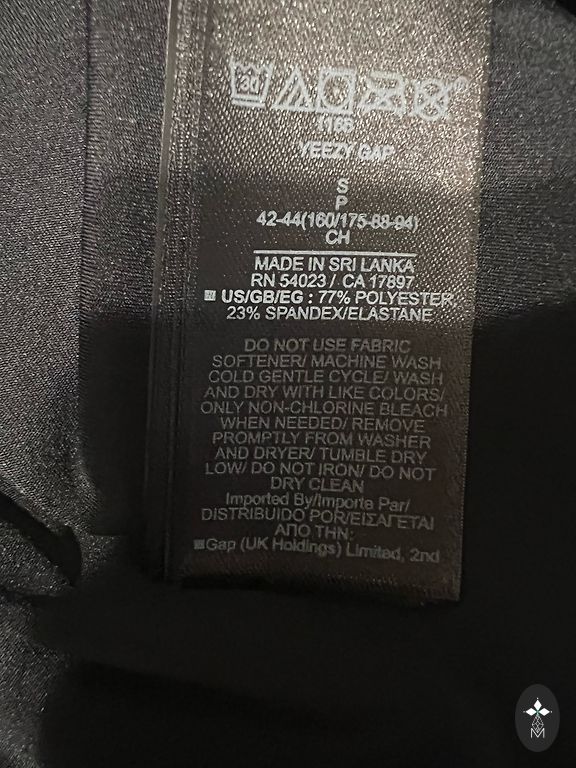 30
1166
YEEZY GAP
S
P
42-44(160/175-88-94)
CH
MADE IN SRI LANKA
RN 54023 / CA 17897
US/GB/EG : 77% POLYESTER,
23% SPANDEX/ELASTANE
DO NOT USE FABRIC
SOFTENER/ MACHINE WASH
COLD GENTLE CYCLE/ WASH
AND DRY WITH LIKE COLORS/
ONLY NON-CHLORINE BLEACH
WHEN NEEDED/ REMOVE
PROMPTLY FROM WASHER
AND DRYER/ TUMBLE DRY
LOW/ DO NOT IRON/ DO NOT
DRY CLEAN
Imported By/Importe Par/
DISTRIBUIDO POR/ΕΙΣΑΓΕΤΑΙ
ΑΠΟ ΤΗΝ:
Gap (UK Holdings) Limited, 2nd
M